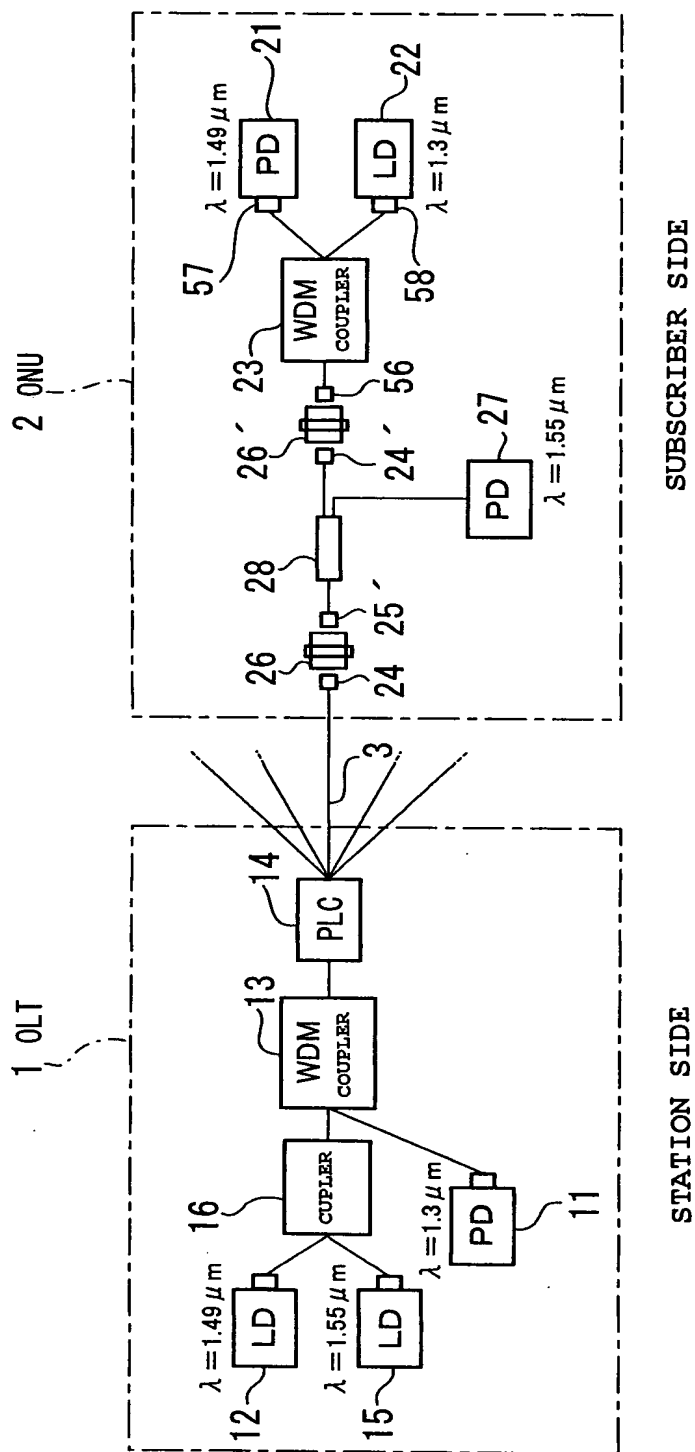 1 OLT
2 ONU
12
LD
λ=1.49μm
15
LD
λ=1.55μm
16
CUPLER
11
PD
λ=1.3μm
13
WDM
COUPLER
14
PLC
3
24
26
25′
28
24′
26′
56
27
PD
λ=1.55μm
23
WDM
COUPLER
57
PD
21
λ=1.49μm
58
LD
22
λ=1.3μm
STATION SIDE
SUBSCRIBER SIDE